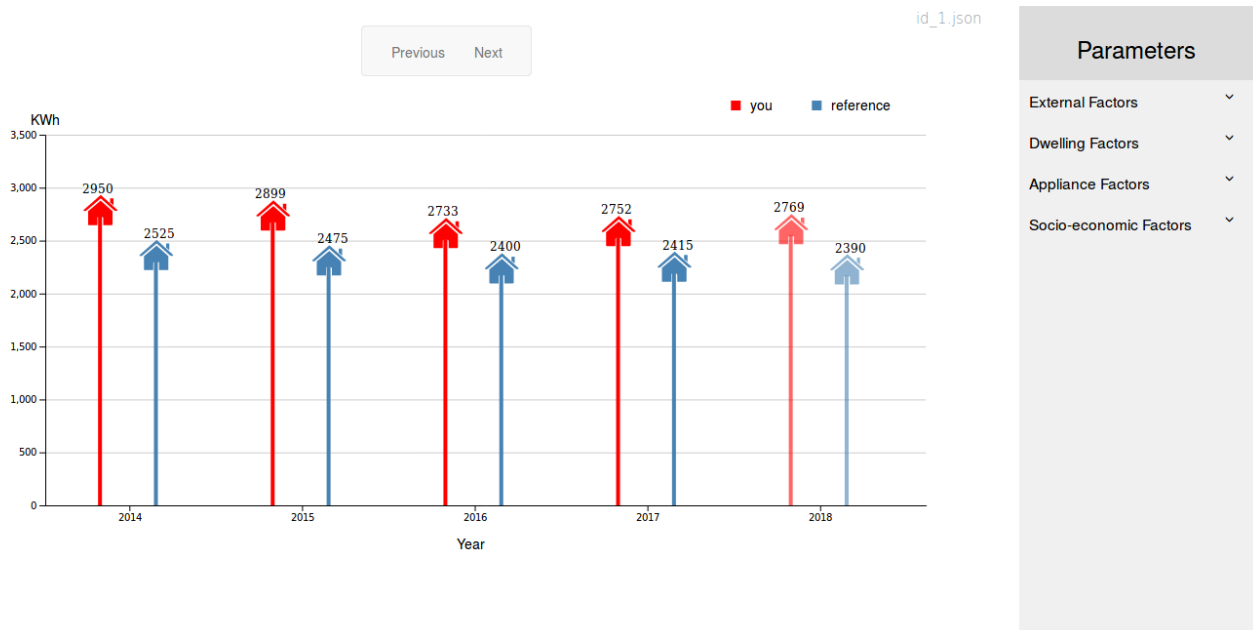 id_1.json
Previous Next
Parameters
External Factors
Dwelling Factors
Appliance Factors
Socio-economic Factors
you reference
KWh
3,500
3,000
2,500
2,000
1,500
1,000
500
0
2950 2525 2899 2475 2733 2400 2752 2415 2769 2390
2014 2015 2016 2017 2018
Year